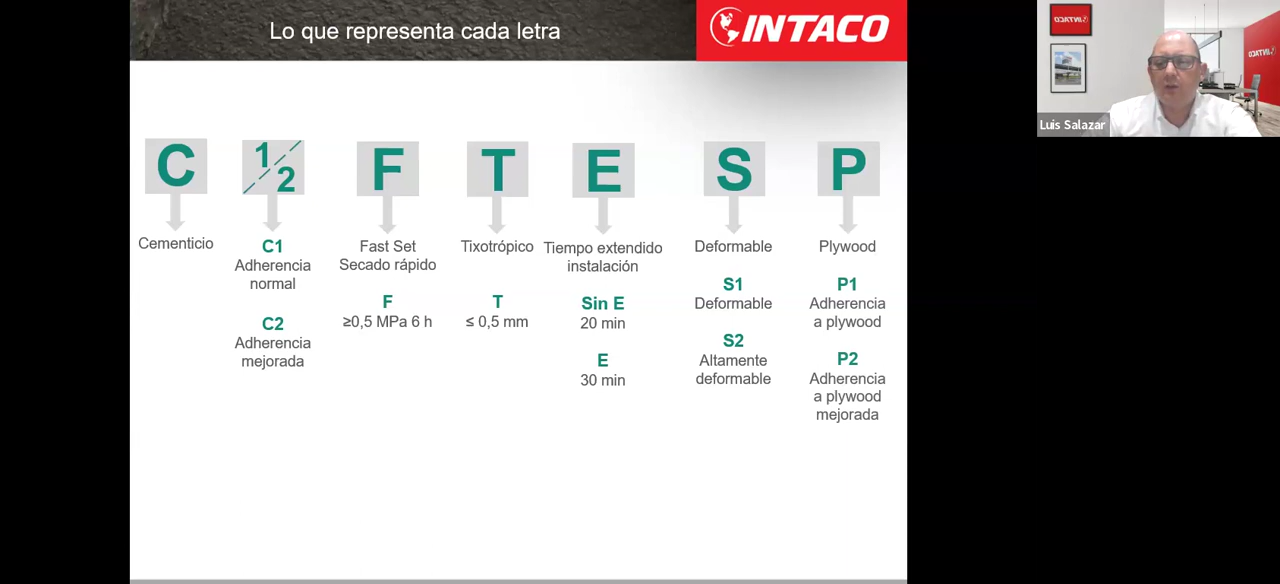 Lo que representa cada letra
INTACO
C
1/2
F
T
E
S
P
Cementicio
C1
Adherencia
normal
C2
Adherencia
mejorada
Fast Set
Secado rápido
F
≥0,5 MPa 6 h
Tixotrópico
T
≤ 0,5 mm
Tiempo extendido
instalación
Sin E
20 min
E
30 min
Deformable
S1
Deformable
S2
Altamente
deformable
Plywood
P1
Adherencia
a plywood
P2
Adherencia
a plywood
mejorada
INTACO
INTACO
Luis Salazar